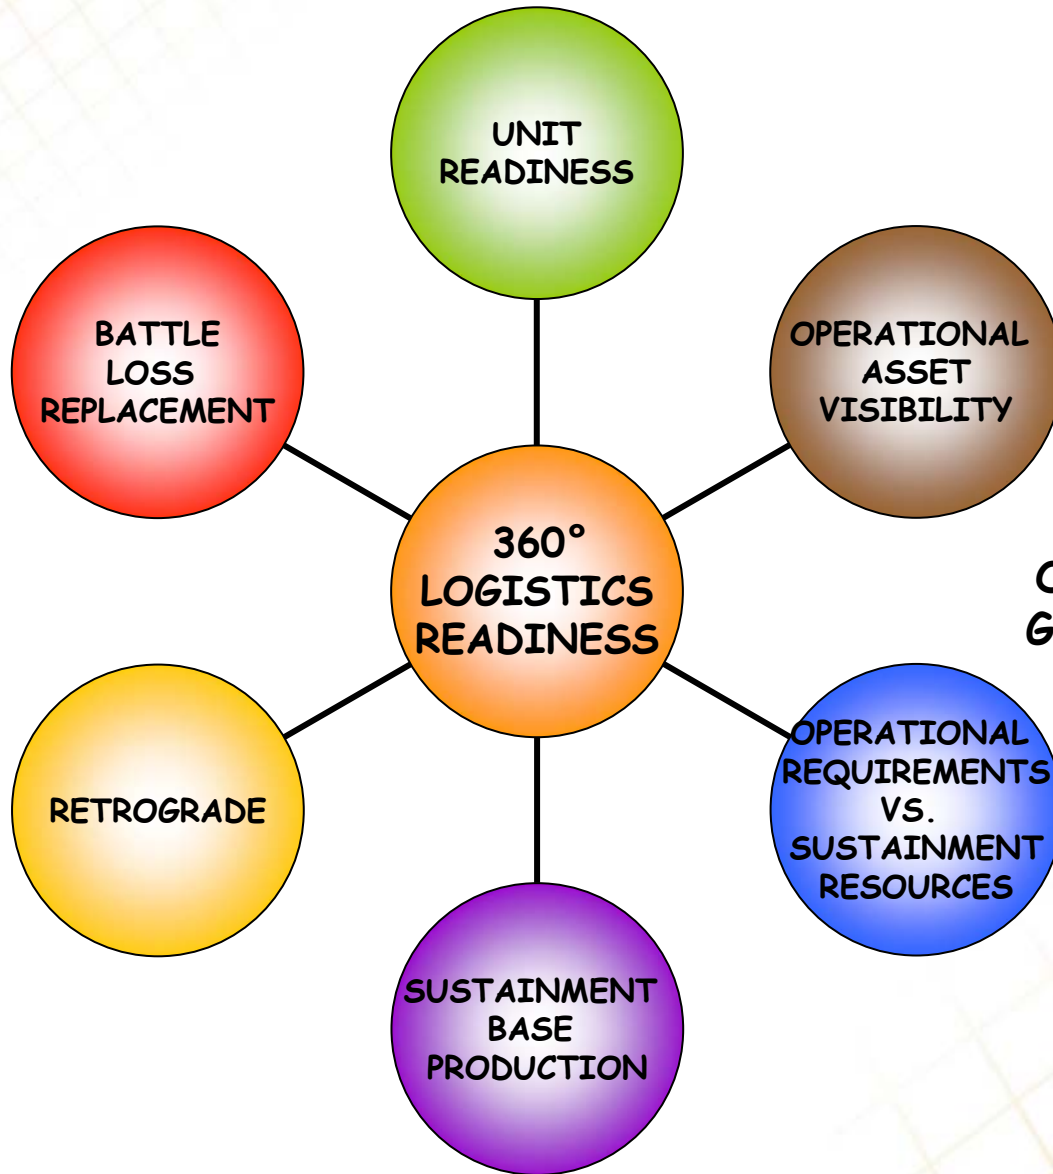 UNIT
READINESS
BATTLE
LOSS
REPLACEMENT
OPERATIONAL
ASSET
VISIBILITY
360°
LOGISTICS
READINESS
RETROGRADE
OPERATIONAL
REQUIREMENTS
VS.
SUSTAINMENT
RESOURCES
SUSTAINMENT
BASE
PRODUCTION